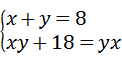 x + y = 8
xy + 18 = yx